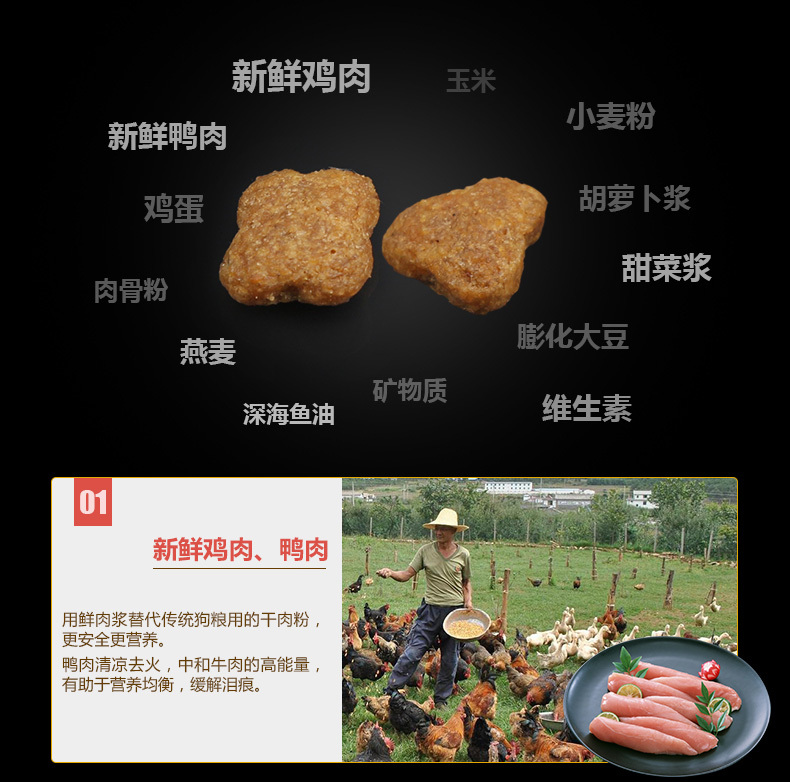 新鲜鸡肉
玉米
小麦粉
新鲜鸭肉
鸡蛋
胡萝卜浆
甜菜浆
肉骨粉
膨化大豆
燕麦
矿物质
维生素
深海鱼油
01
新鲜鸡肉、鸭肉
用鲜肉浆替代传统狗粮用的干肉粉，
更安全更营养。
鸭肉清凉去火，中和牛肉的高能量，
有助于营养均衡，缓解泪痕。